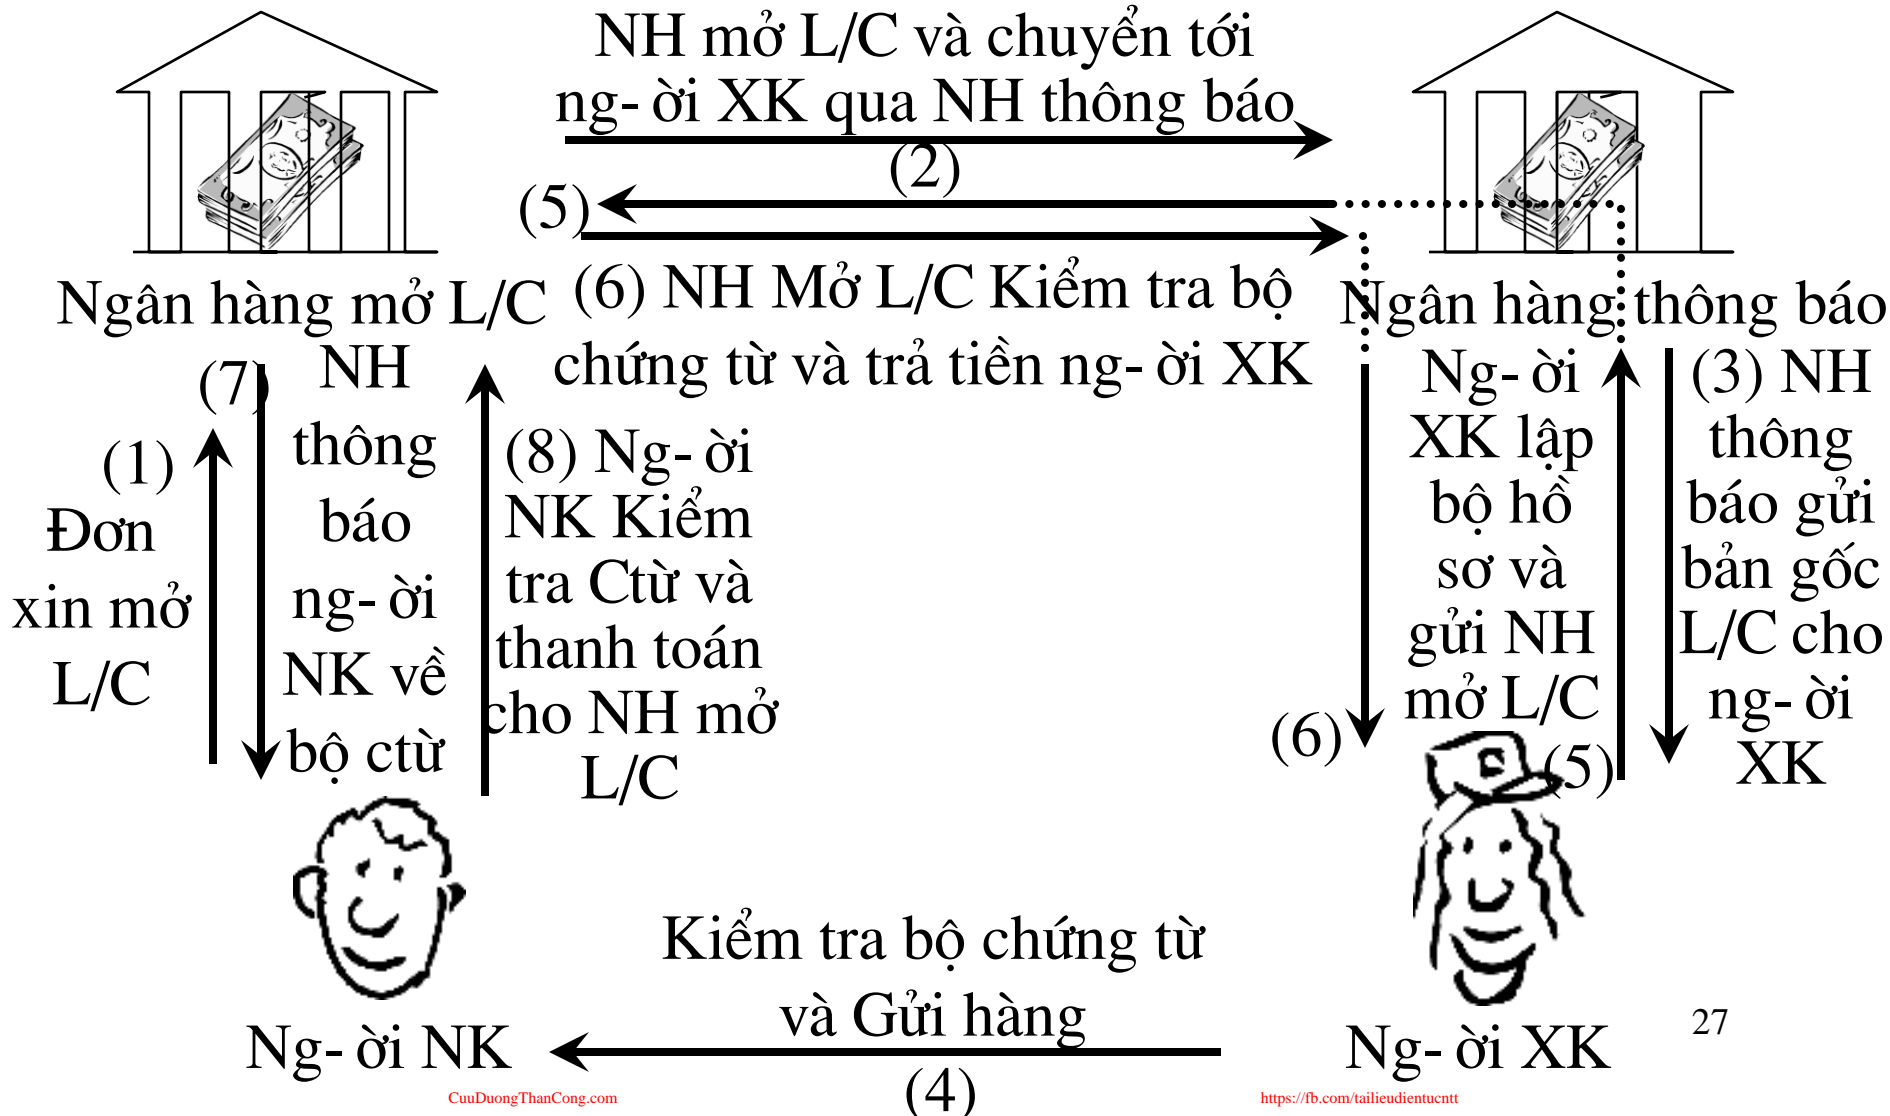 NH mở L/C và chuyển tới
ng- ời XK qua NH thông báo
(2)
(5)
Ngân hàng mở L/C
(6) NH Mở L/C Kiểm tra bộ
chứng từ và trả tiền ng- ời XK
Ngân hàng thông báo
(1)
Đơn
xin mở
L/C
(7)
NH
thông
báo
ng- ời
NK về
bộ ctừ
(8) Ng- ời
NK Kiểm
tra Ctừ và
thanh toán
cho NH mở
L/C
(6)
Ng- ời
XK lập
bộ hồ
sơ và
gửi NH
mở L/C
(5)
(3) NH
thông
báo gửi
bản gốc
L/C cho
ng- ời
XK
Kiểm tra bộ chứng từ
và Gửi hàng
(4)
Ng- ời NK
Ng- ời XK
27
CuuDuongThanCong.com
https://fb.com/tailieudientucntt